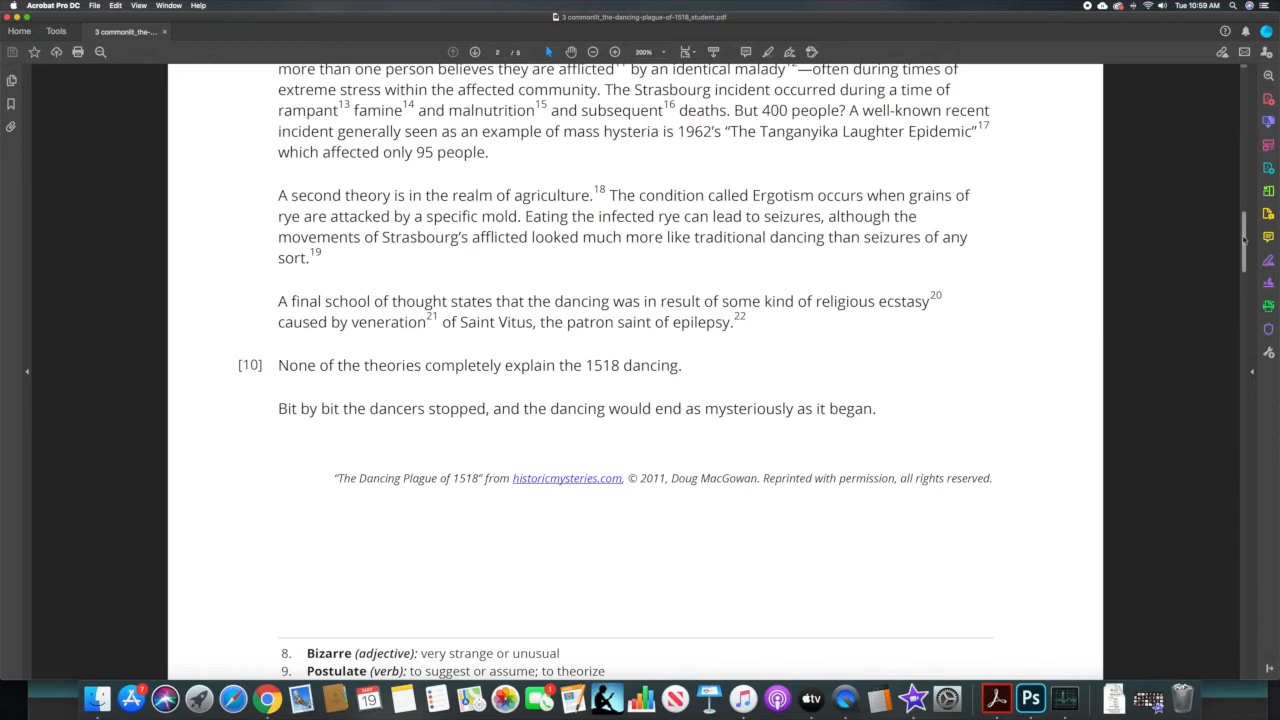 Acrobat Pro DC File Edit View Window Help Tue 10:59 AM
3 commonlit_the-dancing-plague-of-1518_student.pdf
Home Tools 3 commonlit_the-... ×
2 / 5 200%
more than one person believes they are afflicted11 by an identical malady12—often during times of
extreme stress within the affected community. The Strasbourg incident occurred during a time of
rampant13 famine14 and malnutrition15 and subsequent16 deaths. But 400 people? A well-known recent
incident generally seen as an example of mass hysteria is 1962's “The Tanganyika Laughter Epidemic”17
which affected only 95 people.
A second theory is in the realm of agriculture.18 The condition called Ergotism occurs when grains of
rye are attacked by a specific mold. Eating the infected rye can lead to seizures, although the
movements of Strasbourg's afflicted looked much more like traditional dancing than seizures of any
sort.19
A final school of thought states that the dancing was in result of some kind of religious ecstasy20
caused by veneration21 of Saint Vitus, the patron saint of epilepsy.22
[10] None of the theories completely explain the 1518 dancing.
Bit by bit the dancers stopped, and the dancing would end as mysteriously as it began.
“The Dancing Plague of 1518” from historicmysteries.com, © 2011, Doug MacGowan. Reprinted with permission, all rights reserved.
8. Bizarre (adjective): very strange or unusual
9. Postulate (verb): to suggest or assume; to theorize
7 19 1 tv Ps